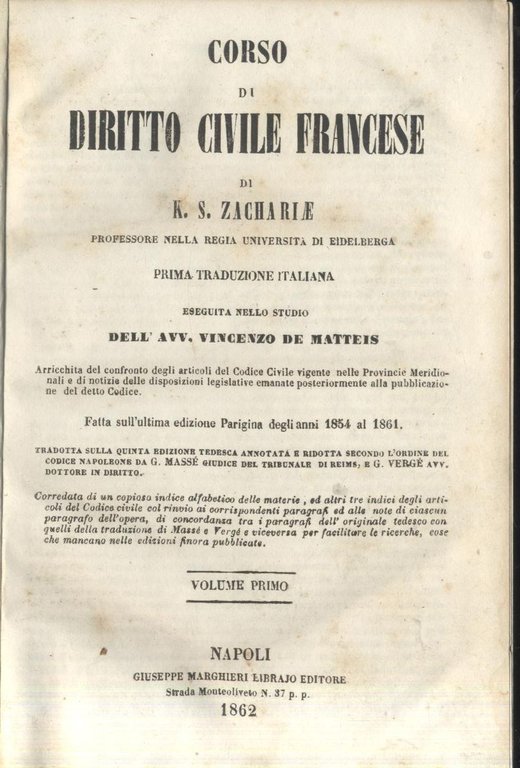 CORSO
DI
DIRITTO CIVILE FRANCESE
DI
K. S. ZACHARIÆ
PROFESSORE NELLA REGIA UNIVERSITÀ DI EIDELBERGA
PRIMA TRADUZIONE ITALIANA
ESEGUITA NELLO STUDIO
DELL' AVV. VINCENZO DE MATTEIS
Arricchita del confronto degli articoli del Codice Civile vigente nelle Provincie Meridio-
nali e di notizie delle disposizioni legislative emanate posteriormente alla pubblicazio-
ne del detto Codice.
Fatta sull'ultima edizione Parigina degli anni 1854 al 1861.
TRADOTTA SULLA QUINTA EDIZIONE TEDESCA ANNOTATA E RIDOTTA SECONDO L'ORDINE DEL
CODICE NAPOLEONE DA G. MASSÉ GIUDICE DEL TRIBUNALE DI REIMS, E G. VERGÉ AVV.
DOTTORE IN DIRITTO.
Corredata di un copioso indice alfabetico delle materie, ed altri tre indici degli arti-
coli del Codice civile col rinvio ai corrispondenti paragrafi ed alle note di ciascun
paragrafo dell'opera, di concordanza tra i paragrafi dell' originale tedesco con
quelli della traduzione di Massé e Vergé e viceversa per facilitare le ricerche, cose
che mancano nelle edizioni finora pubblicate.
VOLUME PRIMO
NAPOLI
GIUSEPPE MARGHIERI LIBRAJO EDITORE
Strada Monteoliveto N. 37 p. p.
1862